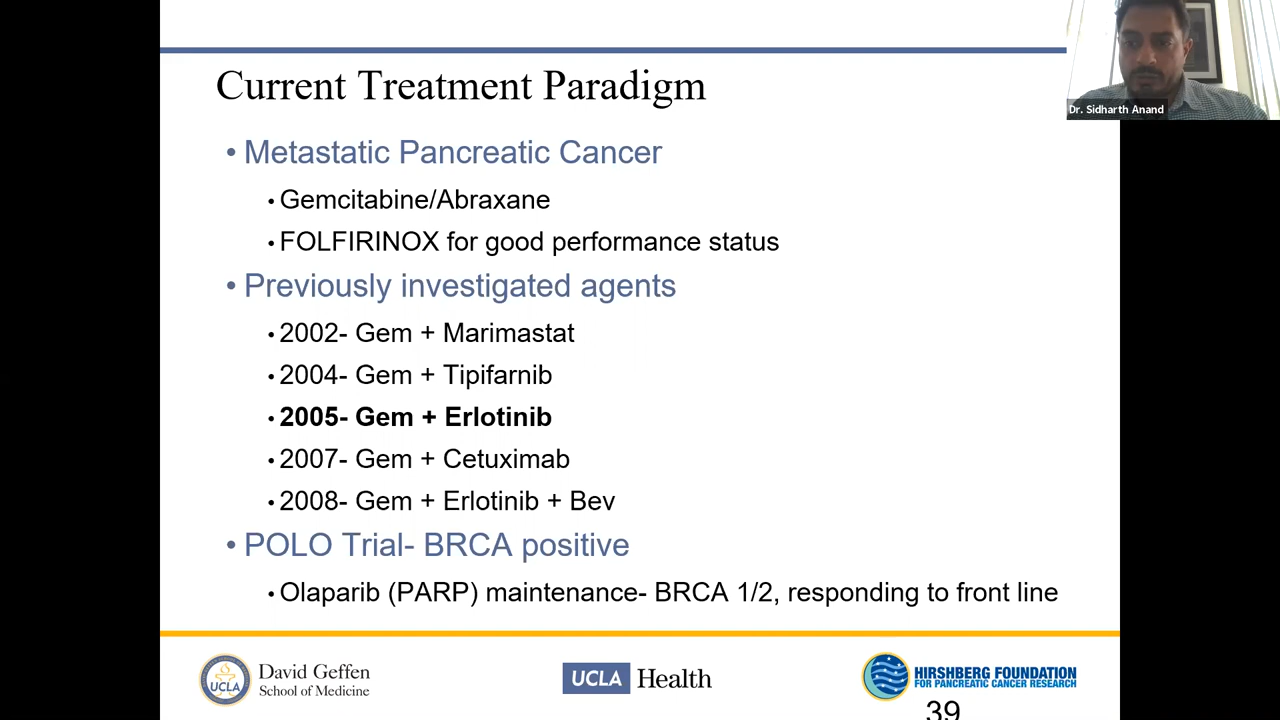 Current Treatment Paradigm
Dr. Sidharth Anand
• Metastatic Pancreatic Cancer
• Gemcitabine/Abraxane
• FOLFIRINOX for good performance status
• Previously investigated agents
• 2002- Gem + Marimastat
• 2004- Gem + Tipifarnib
• 2005- Gem + Erlotinib
• 2007- Gem + Cetuximab
• 2008- Gem + Erlotinib + Bev
• POLO Trial- BRCA positive
• Olaparib (PARP) maintenance- BRCA 1/2, responding to front line
UCLA
David Geffen
School of Medicine
UCLA Health
HIRSHBERG FOUNDATION
FOR PANCREATIC CANCER RESEARCH
39